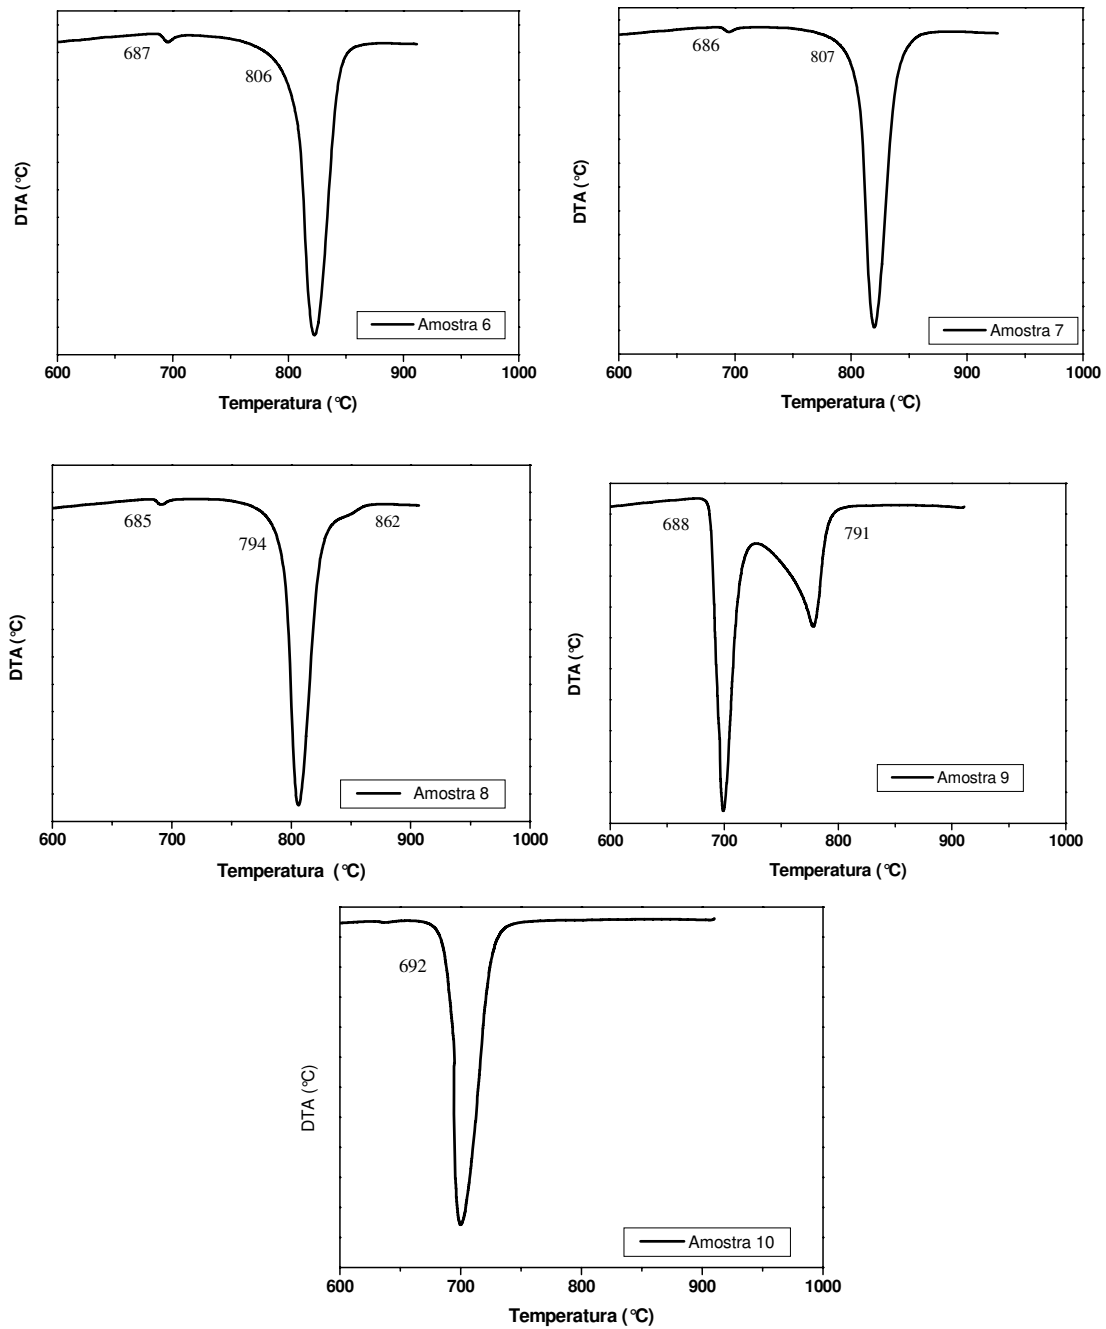 687
806
DTA (°C)
Amostra 6
600 700 800 900 1000
Temperatura (°C)
686
807
DTA (°C)
Amostra 7
600 700 800 900 1000
Temperatura (°C)
685
794
862
DTA (°C)
Amostra 8
600 700 800 900 1000
Temperatura (°C)
688
791
DTA (°C)
Amostra 9
600 700 800 900 1000
Temperatura (°C)
692
DTA (°C)
Amostra 10
600 700 800 900 1000
Temperatura (°C)